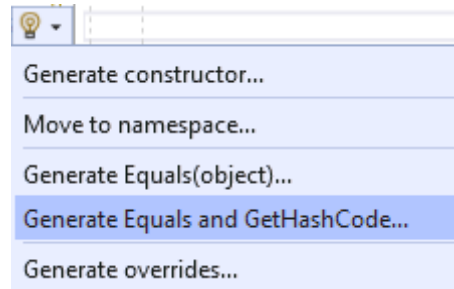 Generate constructor...
Move to namespace...
Generate Equals(object)...
Generate Equals and GetHashCode...
Generate overrides...